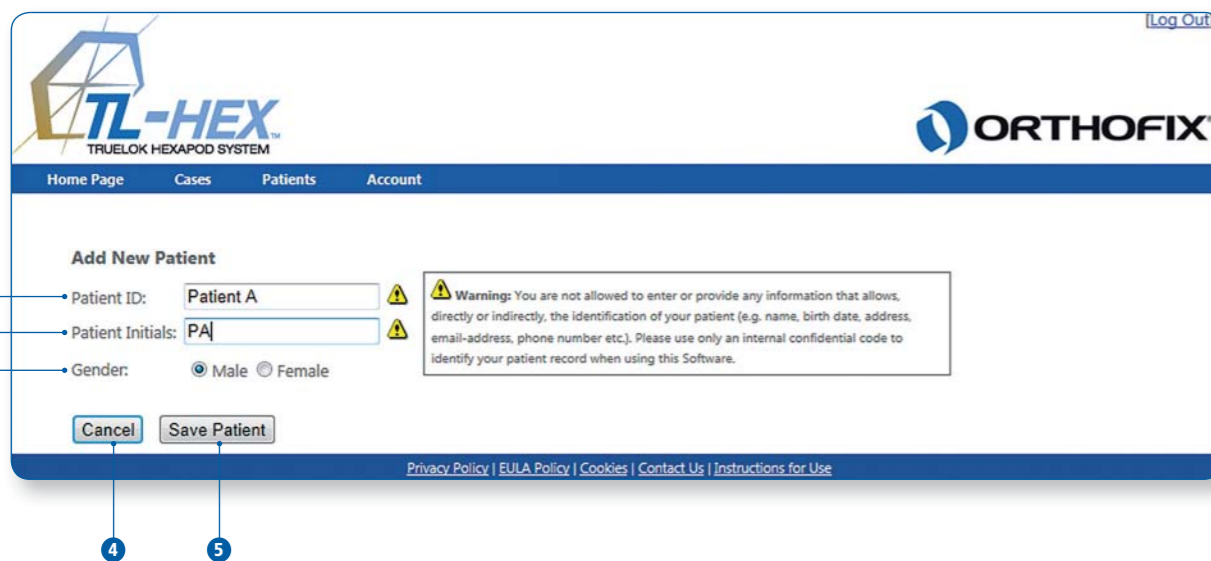 [Log Out]
TL-HEX™
TRUELOK HEXAPOD SYSTEM
ORTHOFIX
Home Page Cases Patients Account
Add New Patient
Patient ID: Patient A
Patient Initials: PA
Gender: Male Female
Warning: You are not allowed to enter or provide any information that allows,
directly or indirectly, the identification of your patient (e.g. name, birth date, address,
email-address, phone number etc.). Please use only an internal confidential code to
identify your patient record when using this Software.
Cancel Save Patient
Privacy Policy | EULA Policy | Cookies | Contact Us | Instructions for Use
4 5